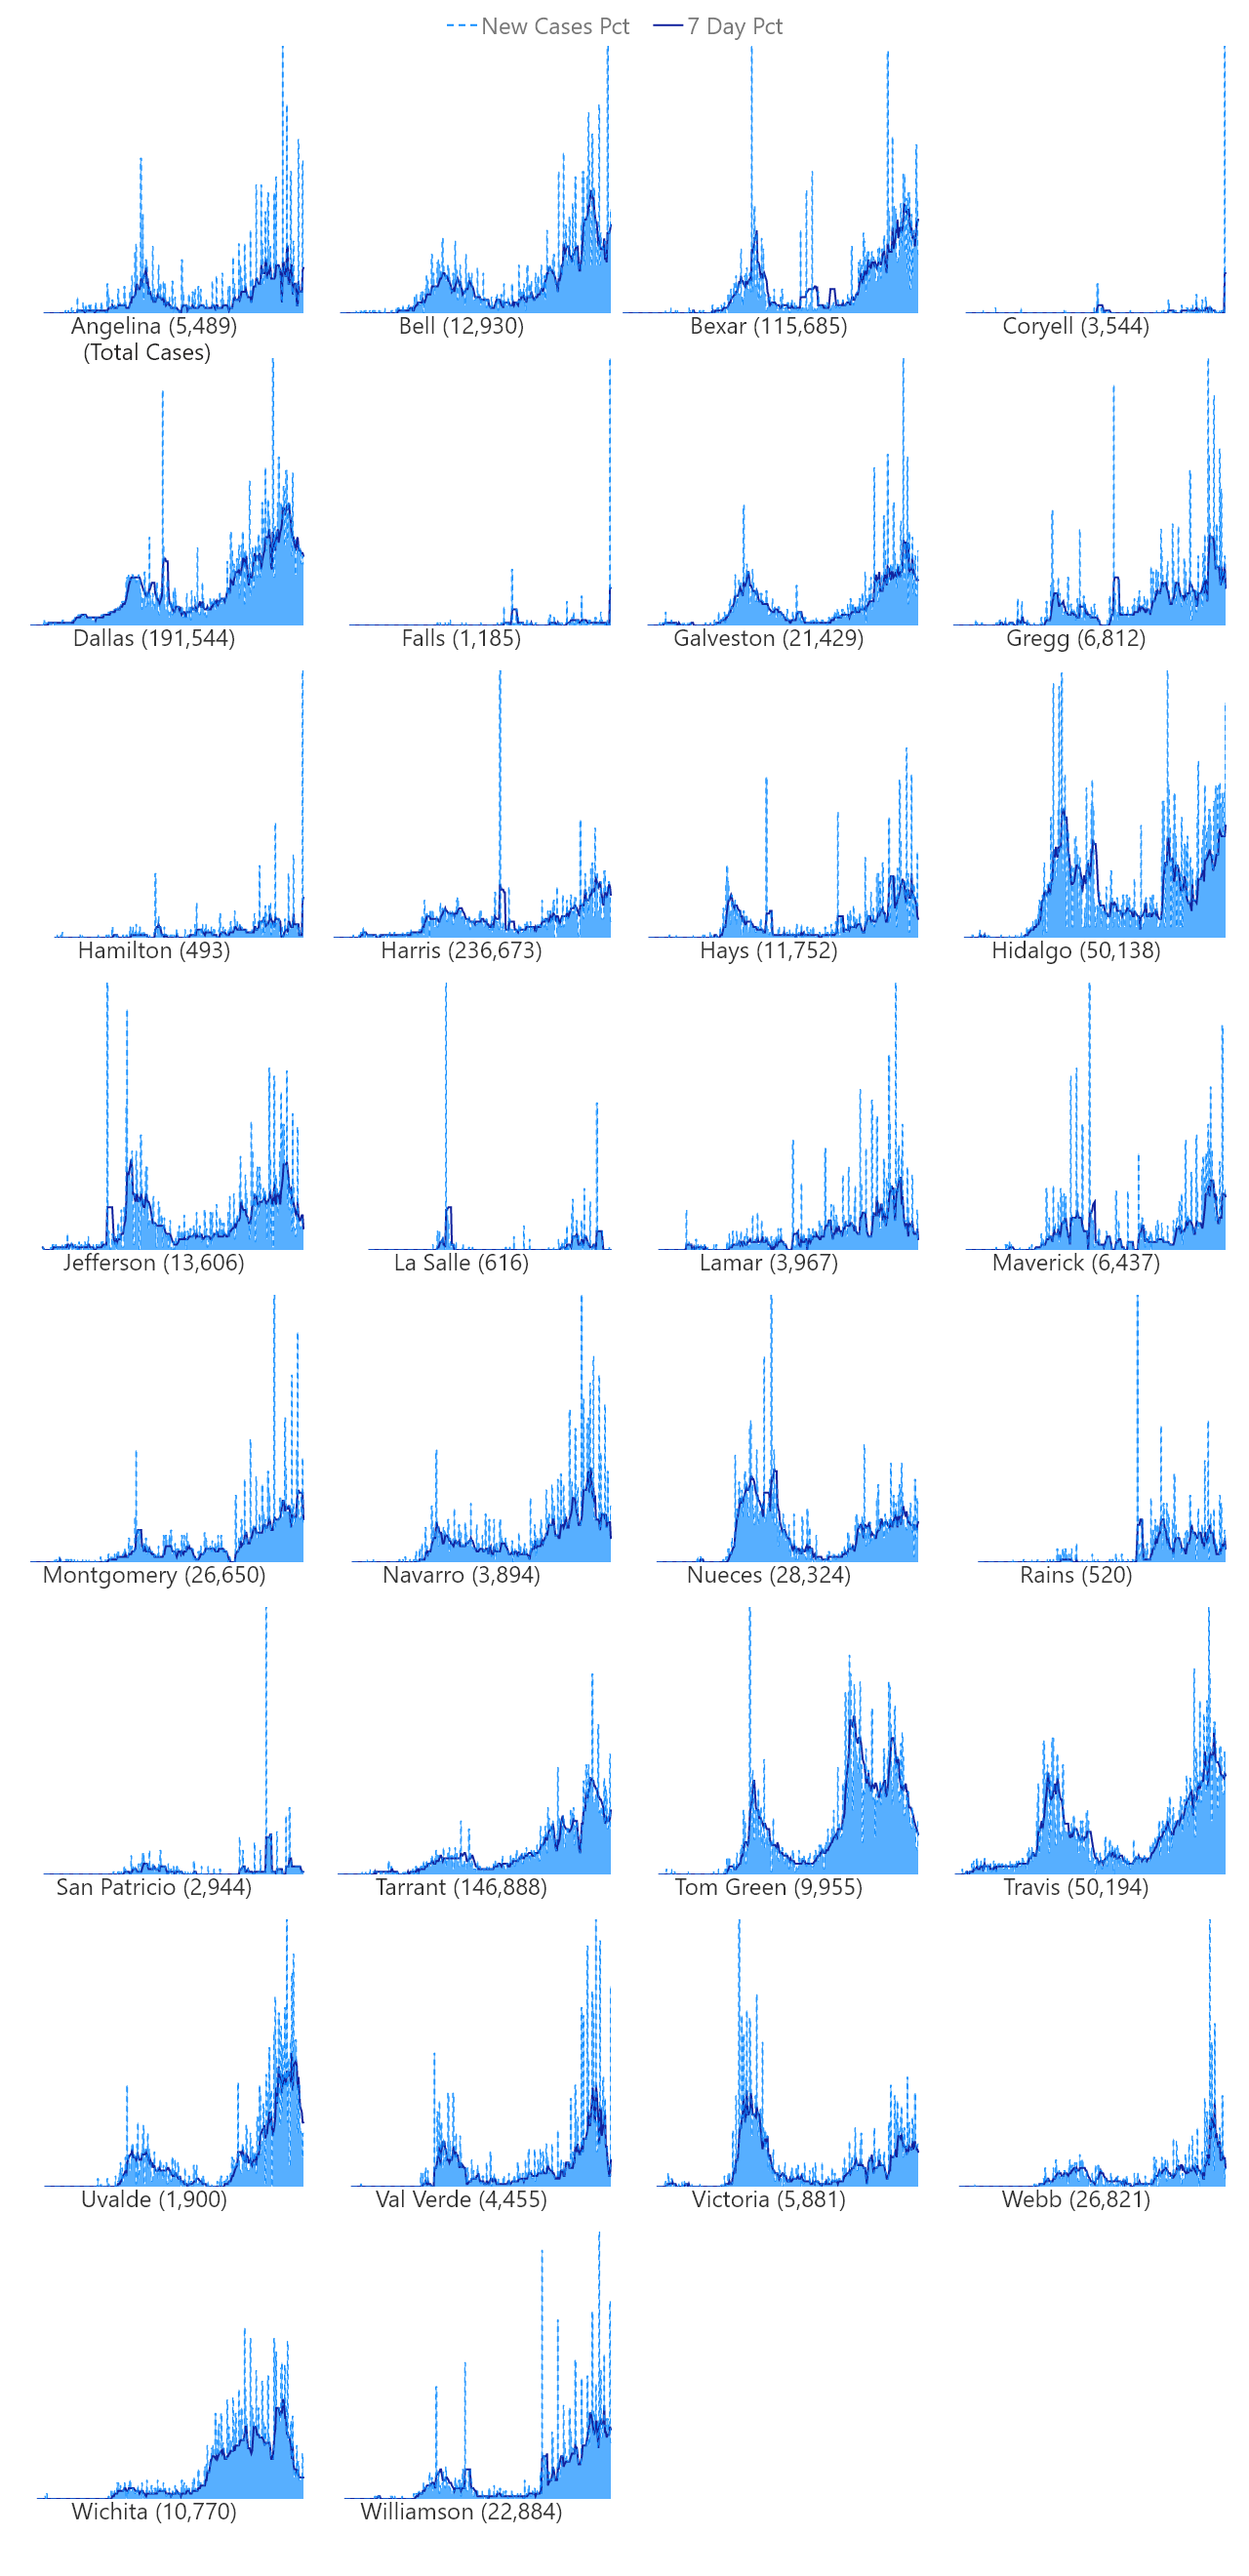 New Cases Pct 7 Day Pct
Angelina (5,489) Bell (12,930) Bexar (115,685) Coryell (3,544)
(Total Cases)
Dallas (191,544) Falls (1,185) Galveston (21,429) Gregg (6,812)
Hamilton (493) Harris (236,673) Hays (11,752) Hidalgo (50,138)
Jefferson (13,606) La Salle (616) Lamar (3,967) Maverick (6,437)
Montgomery (26,650) Navarro (3,894) Nueces (28,324) Rains (520)
San Patricio (2,944) Tarrant (146,888) Tom Green (9,955) Travis (50,194)
Uvalde (1,900) Val Verde (4,455) Victoria (5,881) Webb (26,821)
Wichita (10,770) Williamson (22,884)